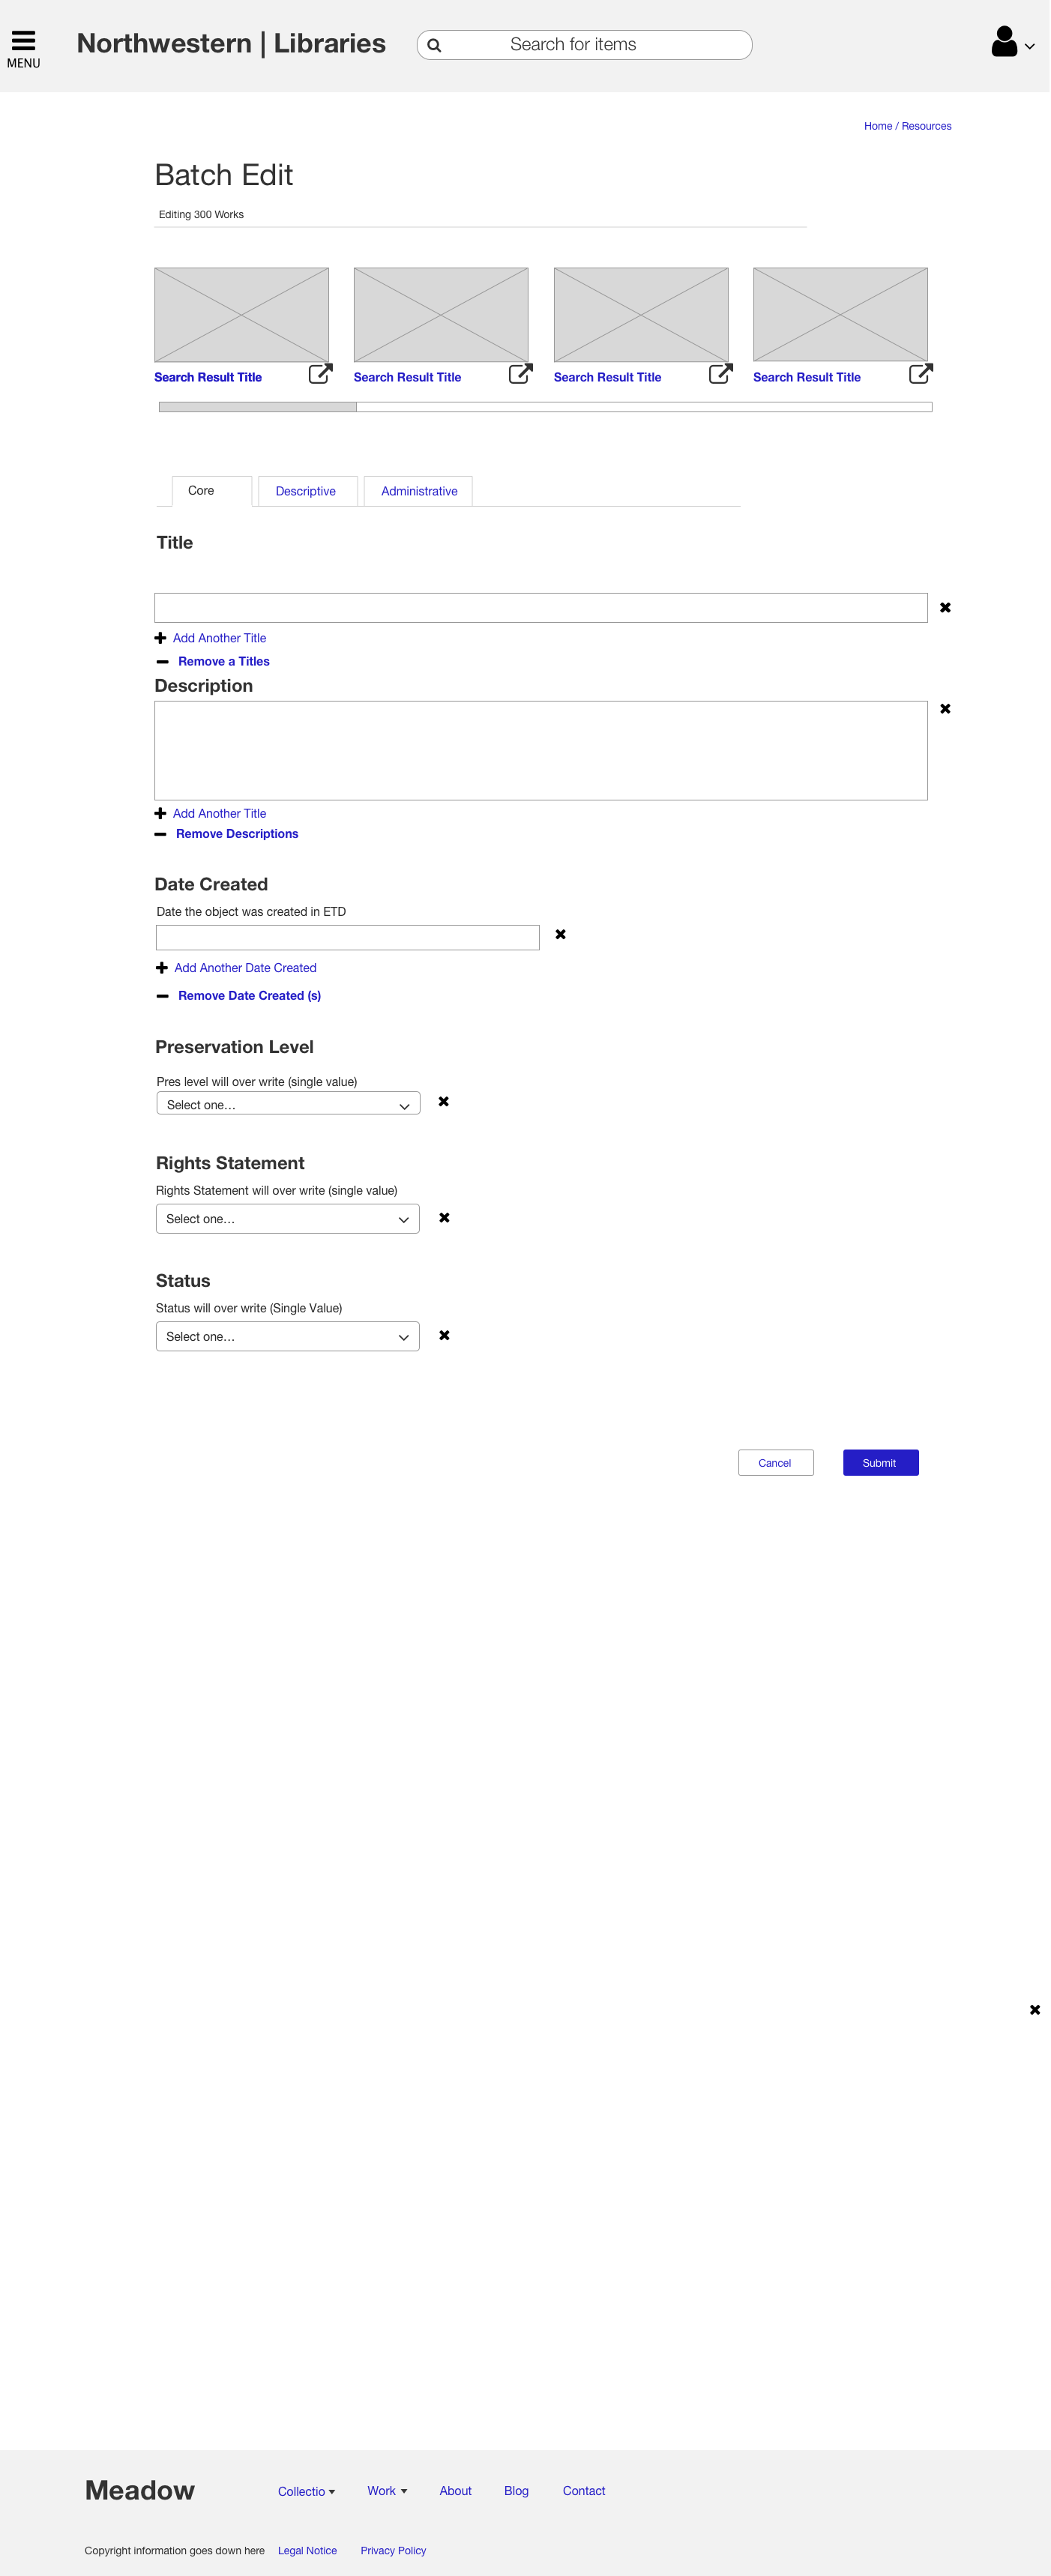 MENU
Northwestern | Libraries
Search for items
Home / Resources
Batch Edit
Editing 300 Works
Search Result Title
Search Result Title
Search Result Title
Search Result Title
Core
Descriptive
Administrative
Title
Add Another Title
Remove a Titles
Description
Add Another Title
Remove Descriptions
Date Created
Date the object was created in ETD
Add Another Date Created
Remove Date Created (s)
Preservation Level
Pres level will over write (single value)
Select one...
Rights Statement
Rights Statement will over write (single value)
Select one...
Status
Status will over write (Single Value)
Select one...
Cancel
Submit
Meadow
Collectio
Work
About
Blog
Contact
Copyright information goes down here
Legal Notice
Privacy Policy